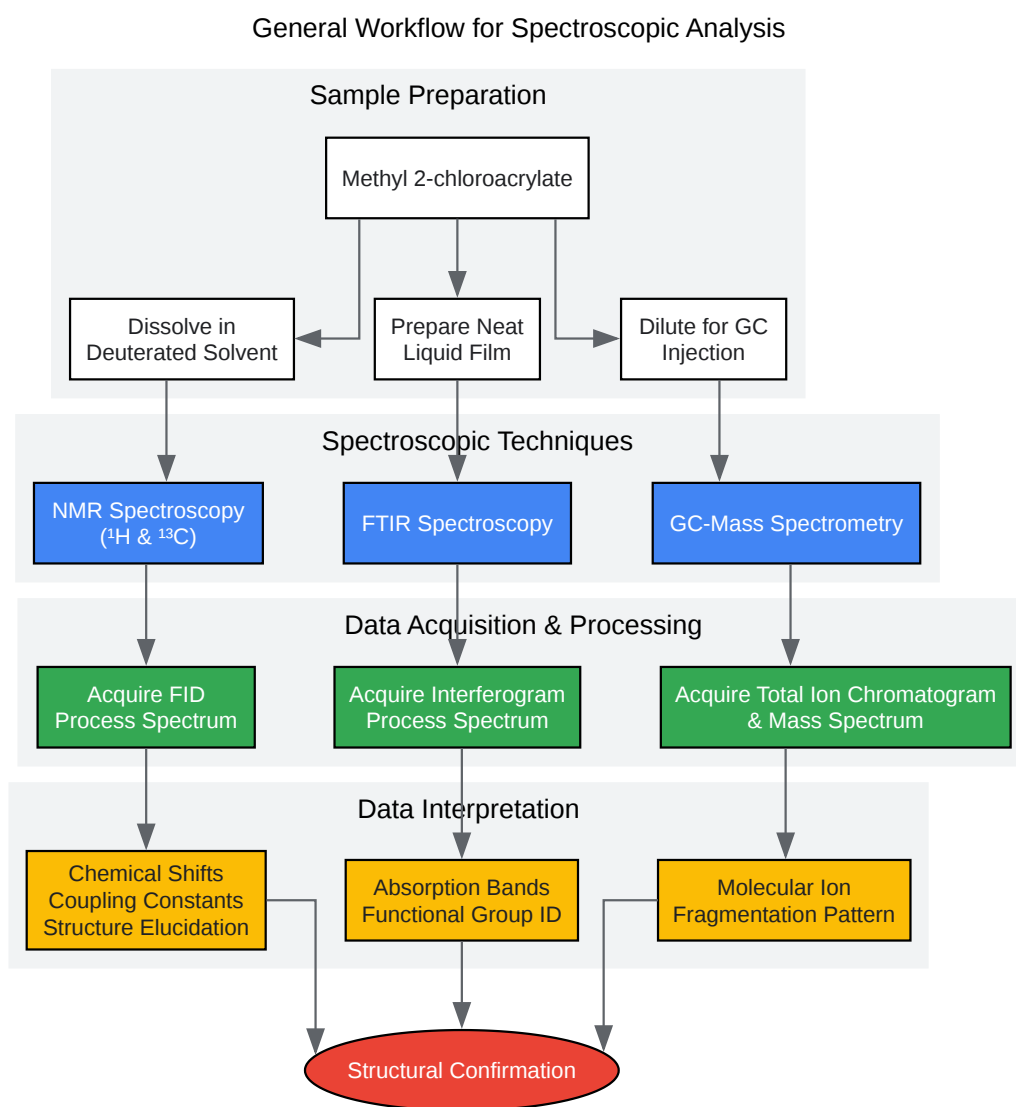 General Workflow for Spectroscopic Analysis
Sample Preparation
Methyl 2-chloroacrylate
Dissolve in
Deuterated Solvent
Prepare Neat
Liquid Film
Dilute for GC
Injection
Spectroscopic Techniques
NMR Spectroscopy
(¹H & ¹³C)
FTIR Spectroscopy
GC-Mass Spectrometry
Data Acquisition & Processing
Acquire FID
Process Spectrum
Acquire Interferogram
Process Spectrum
Acquire Total Ion Chromatogram
& Mass Spectrum
Data Interpretation
Chemical Shifts
Coupling Constants
Structure Elucidation
Absorption Bands
Functional Group ID
Molecular Ion
Fragmentation Pattern
Structural Confirmation